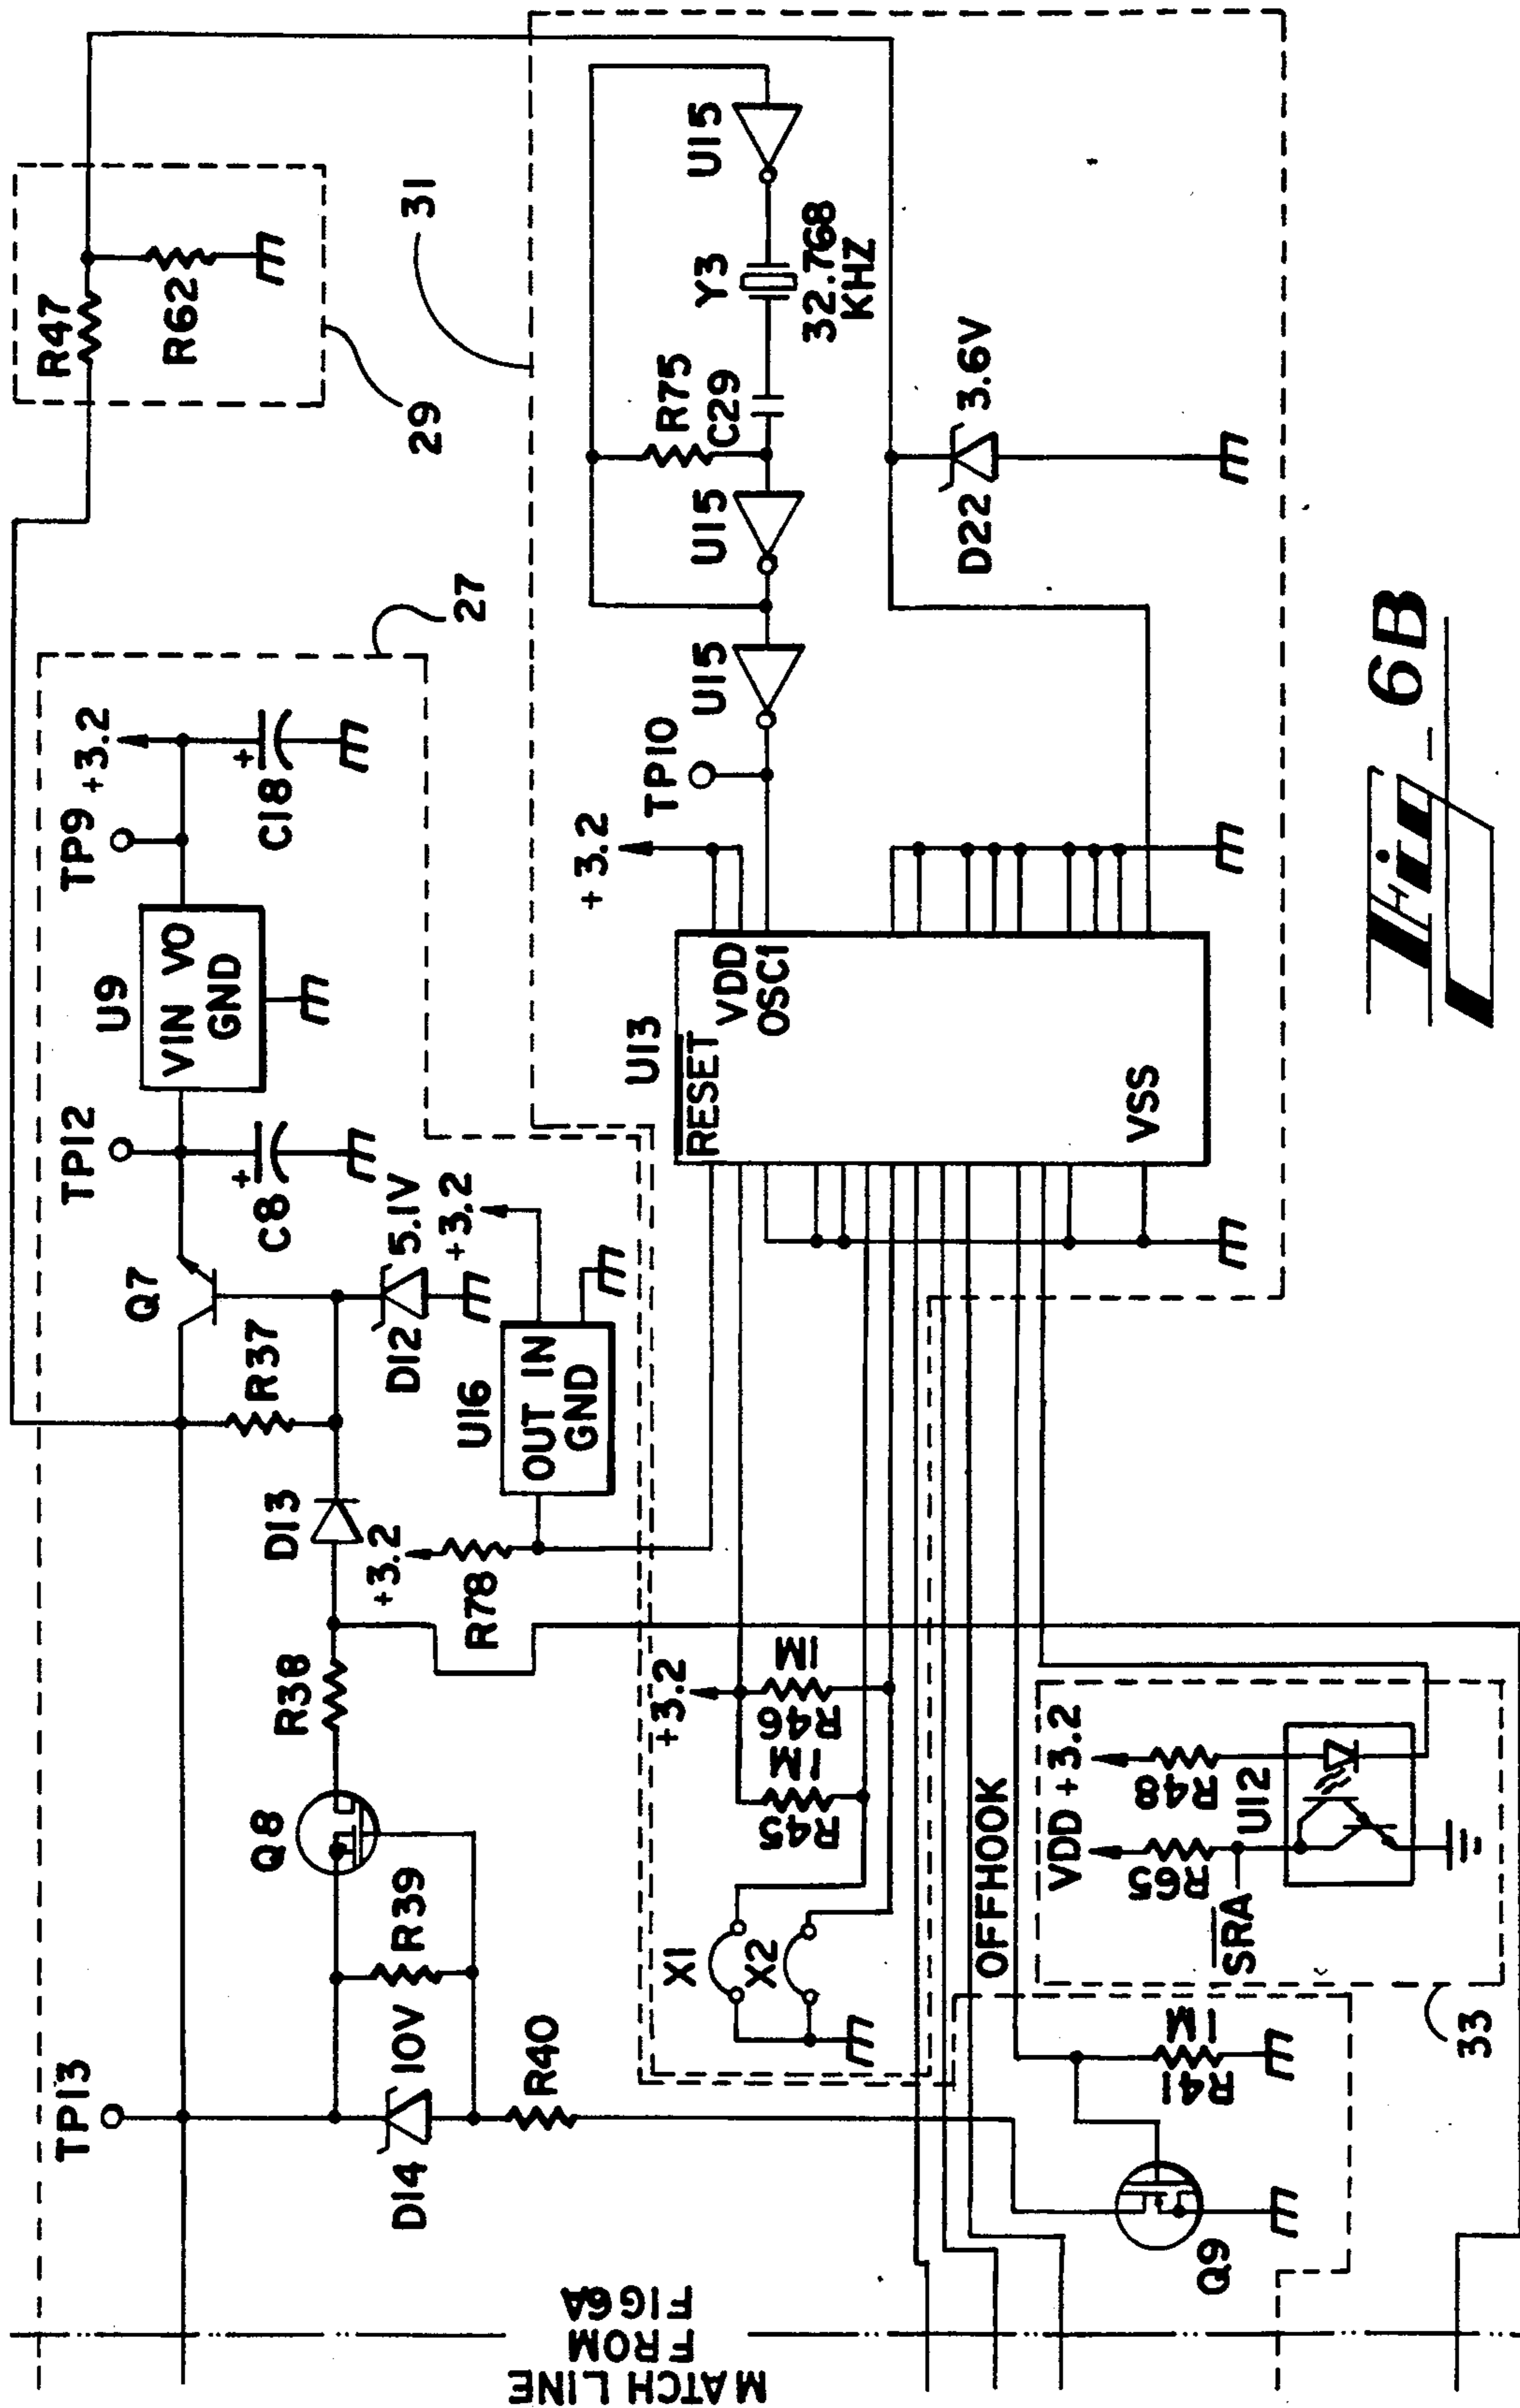 TP13
TP12
TP9
+3.2
R47
R62
29
Q7
U9
VIN VO
GND
C8
C18
27
31
R37
D14
10V
R39
Q8
R38
D13
D12
5.1V
+3.2
U16
OUT IN
GND
+3.2
R78
R40
X1
X2
+3.2
R45
1M
R46
1M
U13
RESET
VDD
OSC1
VSS
+3.2
TP10
U15
U15
R75
C29
Y3
32.768
KHZ
U15
D22
3.6V
OFFHOOK
VDD +3.2
R65
R48
SRA
U12
33
R41
1M
Q9
MATCH LINE
FROM
FIG6A
Fig_ 6B